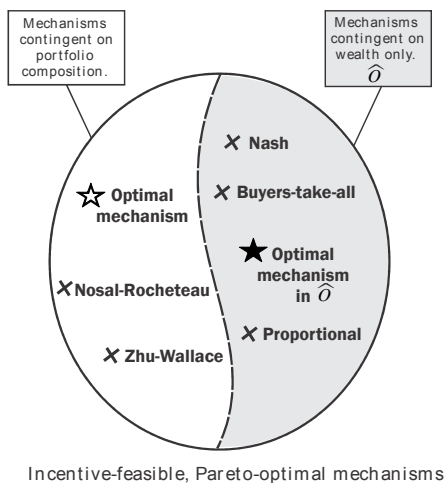 Mechanisms
contingent on
portfolio
composition.
Mechanisms
contingent on
wealth only.
Ô
Nash
Buyers-take-all
Optimal
mechanism
Optimal
mechanism
in Ô
Nosal-Rocheteau
Proportional
Zhu-Wallace
Incentive-feasible, Pareto-optimal mechanisms